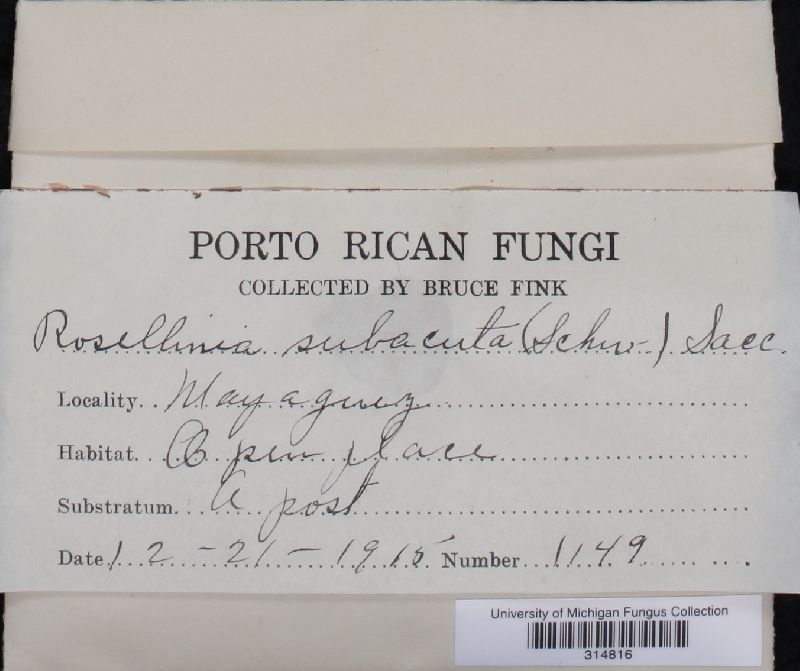 PORTO RICAN FUNGI
COLLECTED BY BRUCE FINK
Rosellinia subacuta (Schw.) Sacc.
Locality.. Mayaguez
Habitat... Open place
Substratum... A post
Date 12-21-1915 Number 1149
University of Michigan Fungus Collection
314816